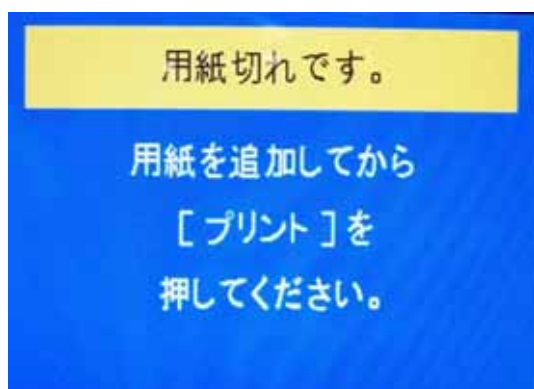 用紙切れです。
用紙を追加してから
［プリント］を
押してください。